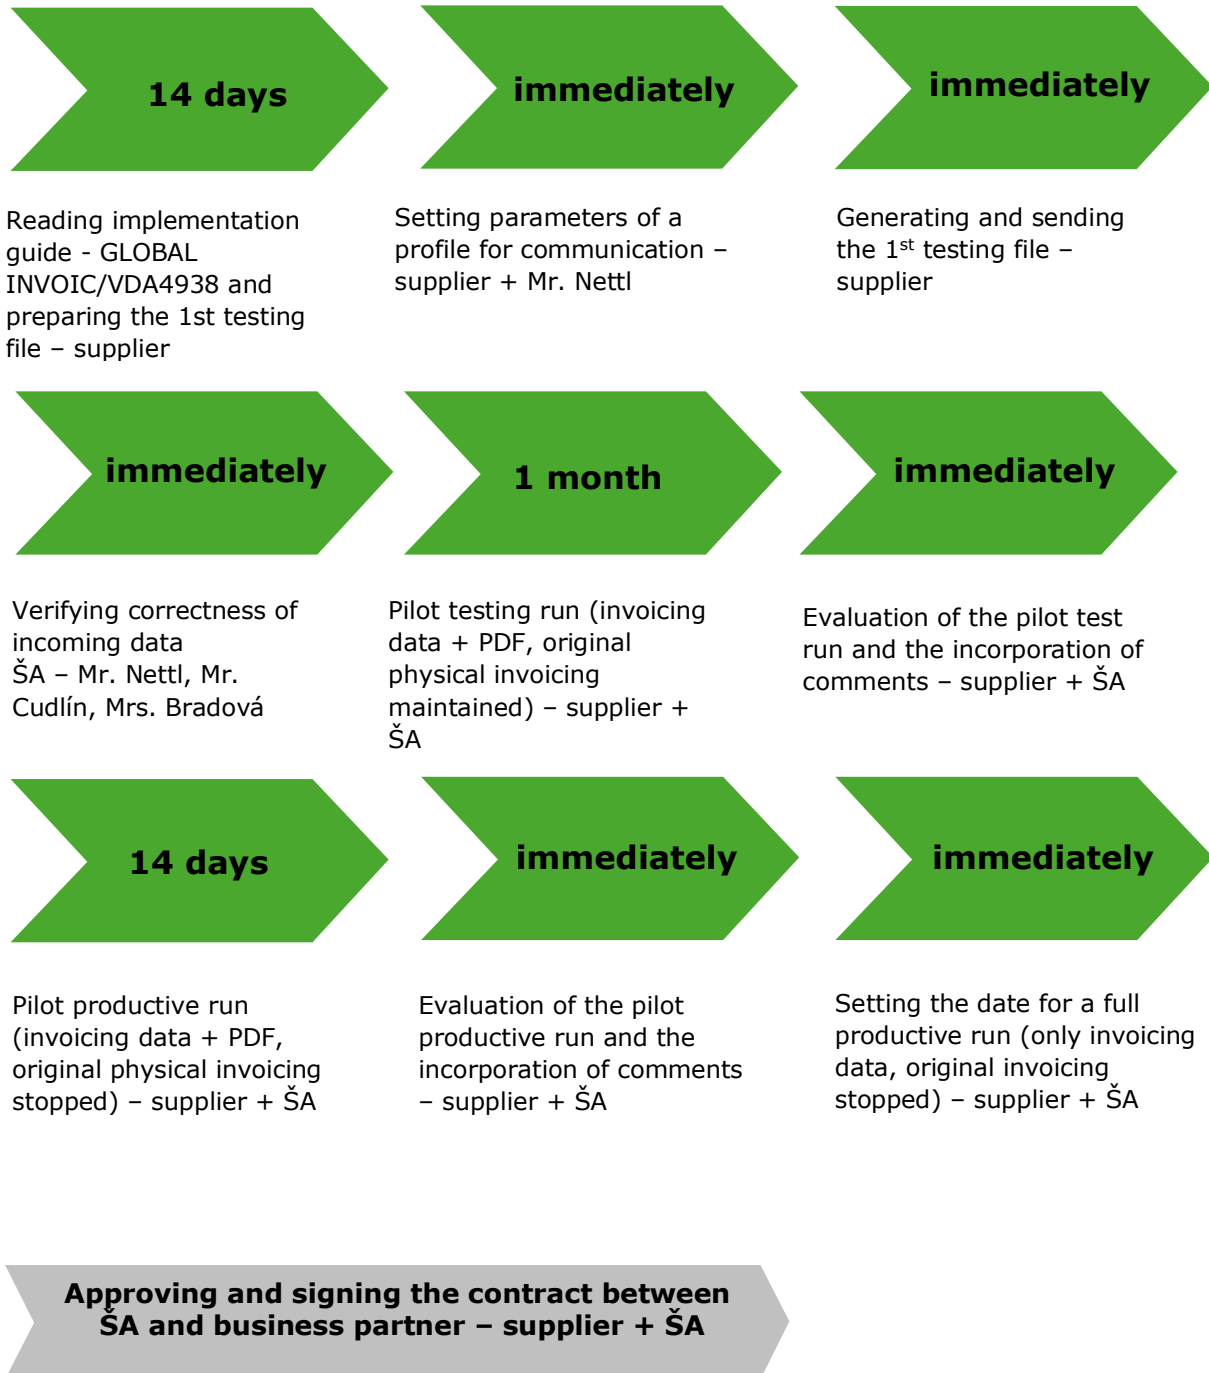 14 days
immediately
immediately
Reading implementation
guide - GLOBAL
INVOIC/VDA4938 and
preparing the 1st testing
file – supplier
Setting parameters of a
profile for communication –
supplier + Mr. Nettl
Generating and sending
the 1st testing file –
supplier
immediately
1 month
immediately
Verifying correctness of
incoming data
ŠA – Mr. Nettl, Mr.
Cudlín, Mrs. Bradová
Pilot testing run (invoicing
data + PDF, original
physical invoicing
maintained) – supplier +
ŠA
Evaluation of the pilot test
run and the incorporation of
comments – supplier + ŠA
14 days
immediately
immediately
Pilot productive run
(invoicing data + PDF,
original physical invoicing
stopped) – supplier + ŠA
Evaluation of the pilot
productive run and the
incorporation of comments
– supplier + ŠA
Setting the date for a full
productive run (only invoicing
data, original invoicing
stopped) – supplier + ŠA
Approving and signing the contract between
ŠA and business partner – supplier + ŠA